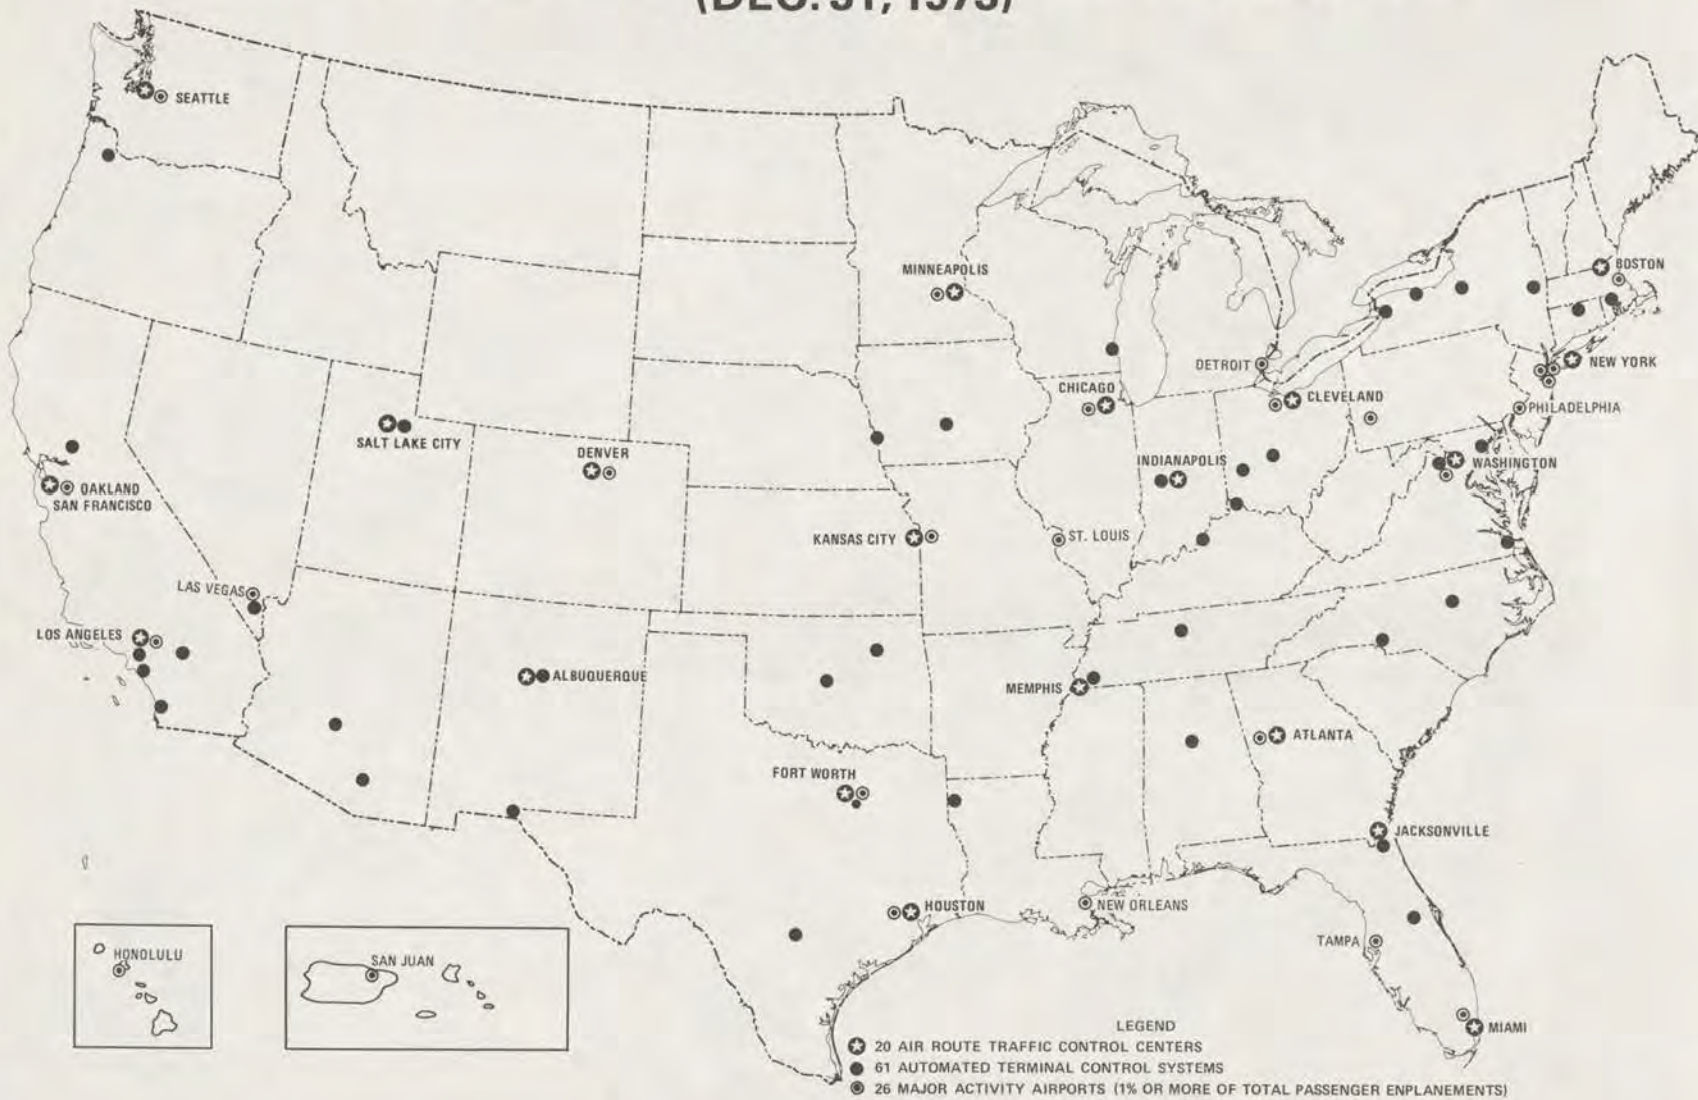 (DEC. 31, 1973)
SEATTLE
MINNEAPOLIS
BOSTON
DETROIT
NEW YORK
CHICAGO
CLEVELAND
PHILADELPHIA
SALT LAKE CITY
DENVER
INDIANAPOLIS
WASHINGTON
OAKLAND
SAN FRANCISCO
KANSAS CITY
ST. LOUIS
LAS VEGAS
LOS ANGELES
ALBUQUERQUE
MEMPHIS
ATLANTA
FORT WORTH
JACKSONVILLE
HOUSTON
NEW ORLEANS
TAMPA
HONOLULU
SAN JUAN
MIAMI
LEGEND
20 AIR ROUTE TRAFFIC CONTROL CENTERS
61 AUTOMATED TERMINAL CONTROL SYSTEMS
26 MAJOR ACTIVITY AIRPORTS (1% OR MORE OF TOTAL PASSENGER ENPLANEMENTS)